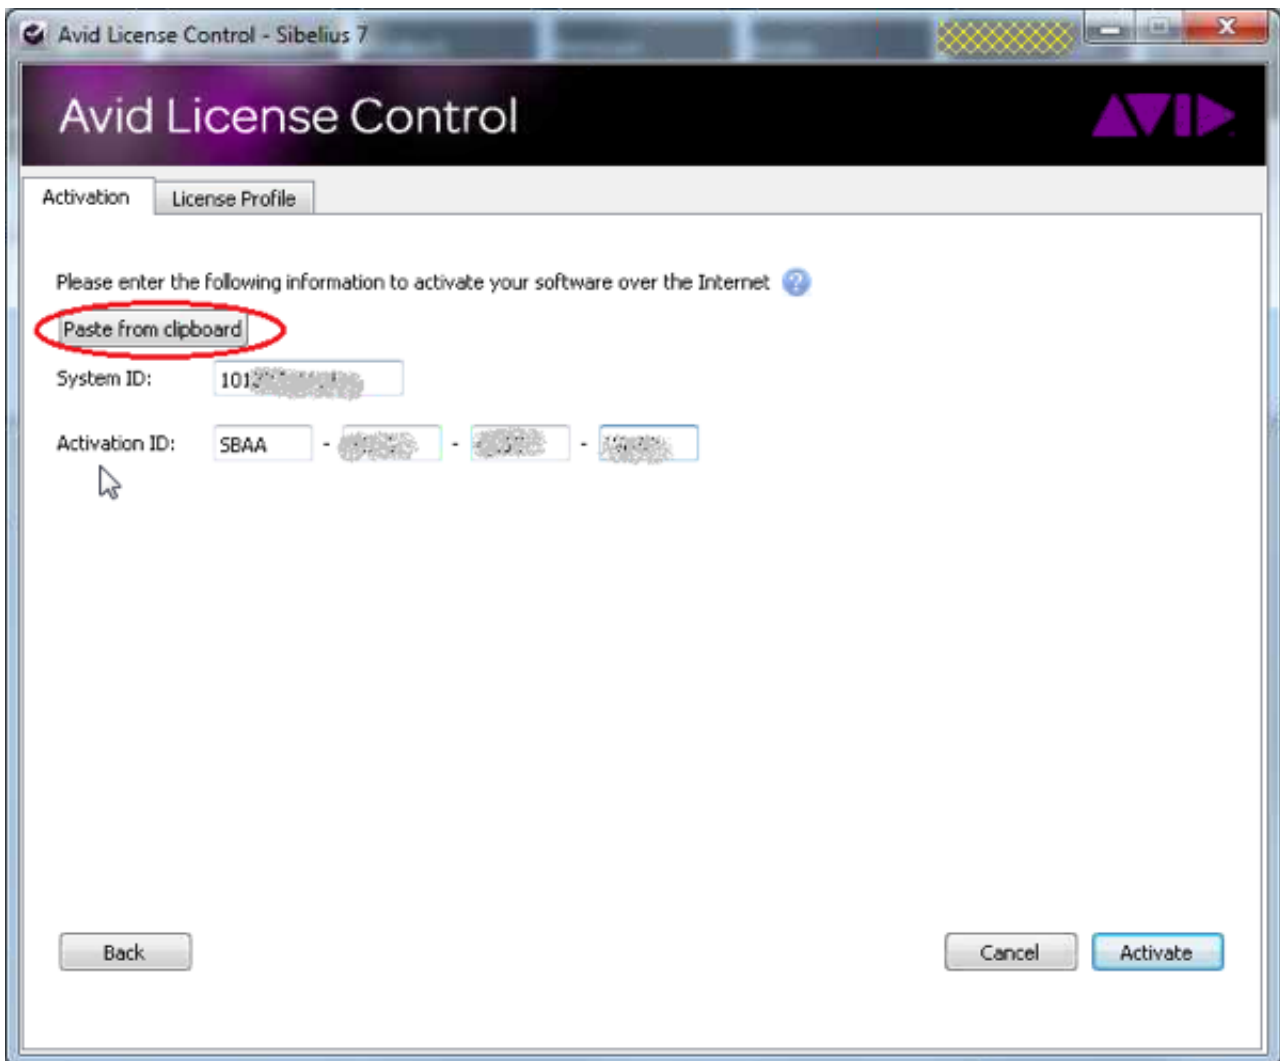 Avid License Control - Sibelius 7
Avid License Control
AVID
Activation
License Profile
Please enter the following information to activate your software over the Internet ?
Paste from clipboard
System ID: 101
Activation ID: SBAA - - -
Back
Cancel
Activate